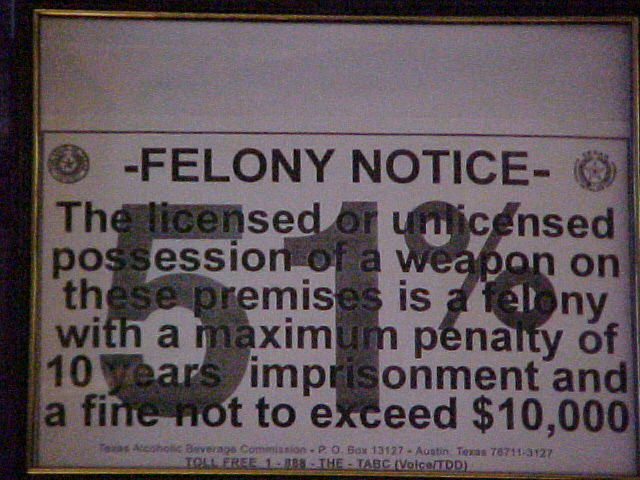 -FELONY NOTICE-
The licensed or unlicensed
possession of a weapon on
these premises is a felony
with a maximum penalty of
10 years imprisonment and
a fine not to exceed $10,000
51%
Texas Alcoholic Beverage Commission - P. O. Box 13127 - Austin, Texas 78711-3127
TOLL FREE 1 - 888 - THE - TABC (Voice/TDD)